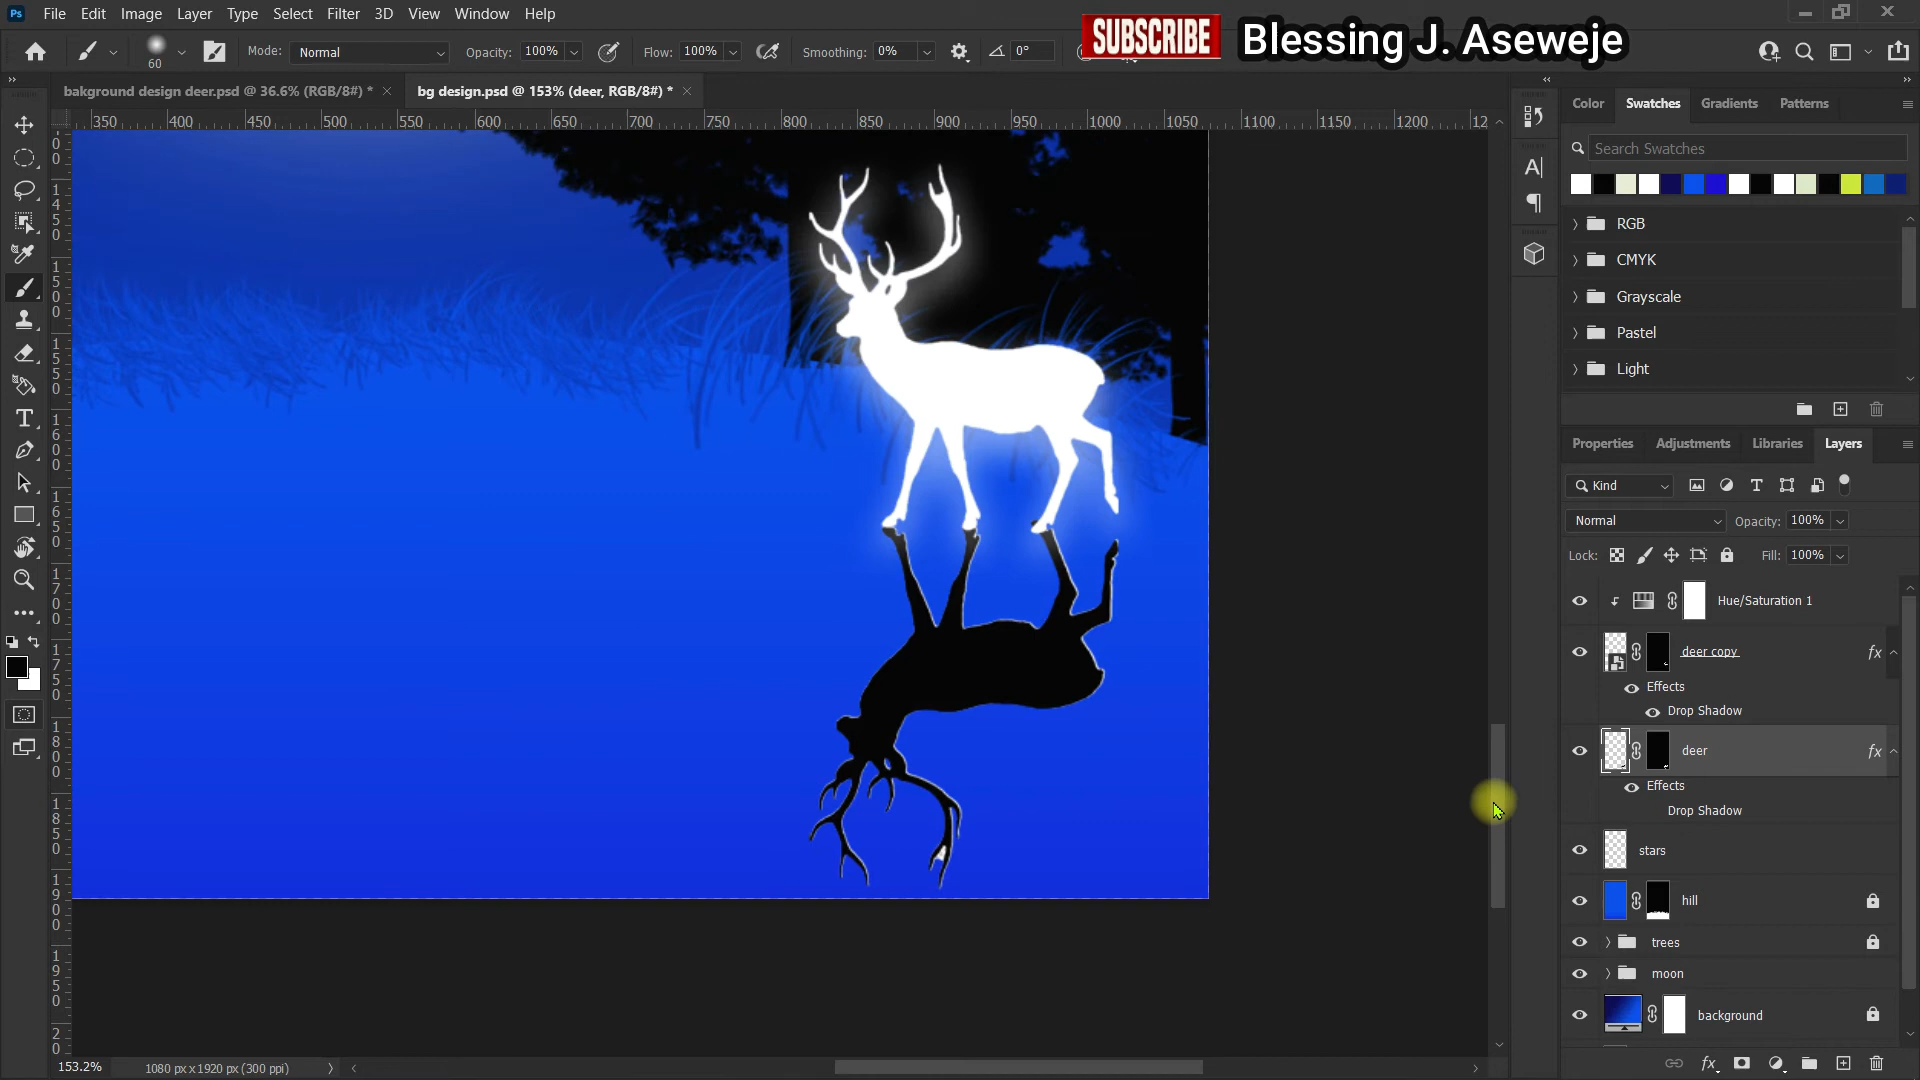 Ps File Edit Image Layer Type Select Filter 3D View Window Help
SUBSCRIBE Blessing J. Aseweje
60 Mode: Normal Opacity: 100% Flow: 100% Smoothing: 0% 0°
bakground design deer.psd @ 36.6% (RGB/8#) * bg design.psd @ 153% (deer, RGB/8#) *
350 400 450 500 550 600 650 700 750 800 850 900 950 1000 1050 1100 1150 1200 12
Color Swatches Gradients Patterns
Search Swatches
RGB
CMYK
Grayscale
Pastel
Light
Properties Adjustments Libraries Layers
Kind
Normal Opacity: 100%
Lock: Fill: 100%
Hue/Saturation 1
deer copy fx
Effects
Drop Shadow
deer fx
Effects
Drop Shadow
stars
hill
trees
moon
background
153.2% 1080 px x 1920 px (300 ppi)
fx